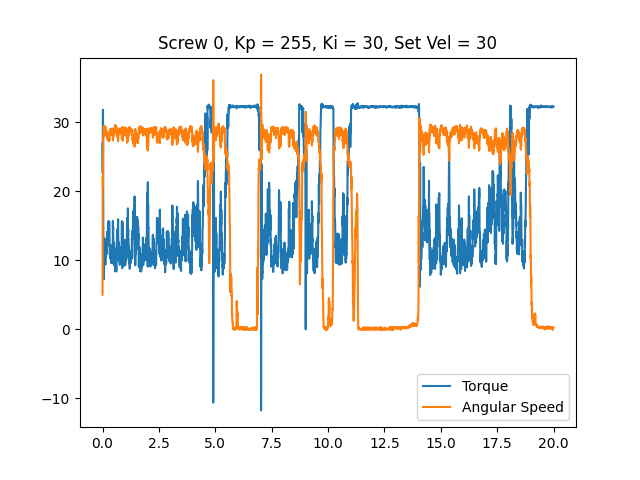 Screw 0, Kp = 255, Ki = 30, Set Vel = 30
30
20
10
0
−10
Torque
Angular Speed
0.0 2.5 5.0 7.5 10.0 12.5 15.0 17.5 20.0